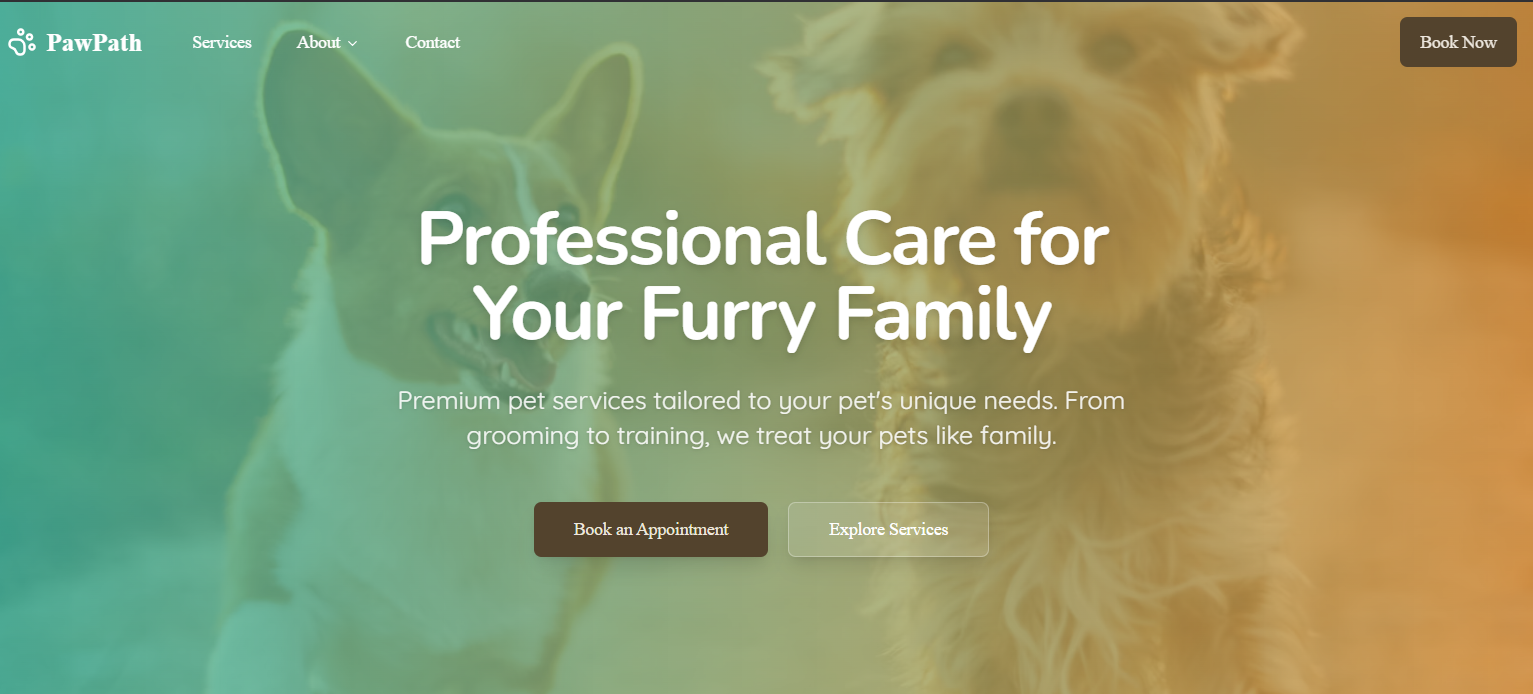 PawPath
Services
About
Contact
Book Now
Professional Care for
Your Furry Family
Premium pet services tailored to your pet's unique needs. From
grooming to training, we treat your pets like family.
Book an Appointment
Explore Services